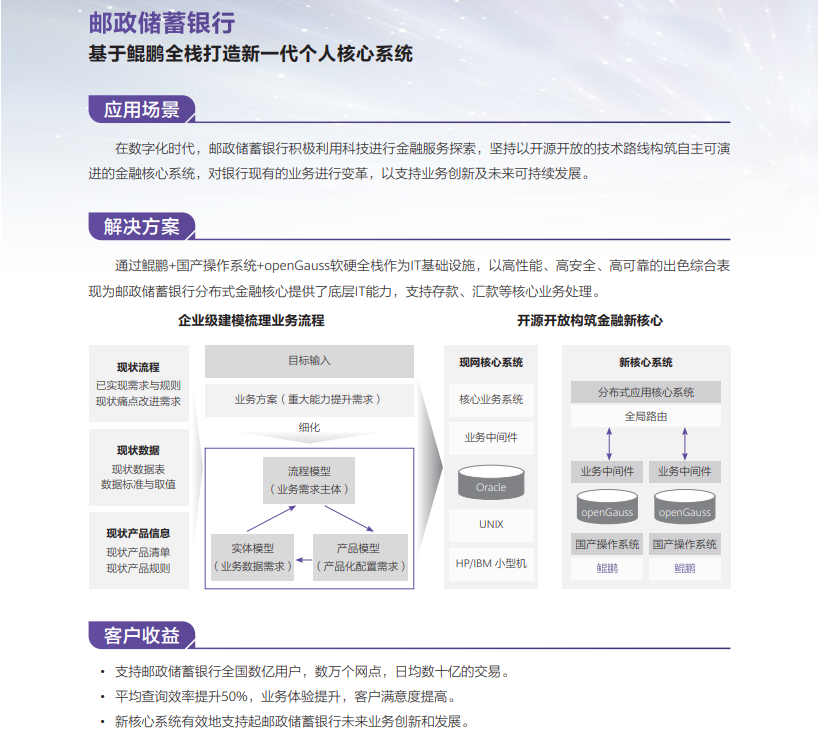 邮政储蓄银行
基于鲲鹏全栈打造新一代个人核心系统
应用场景
在数字化时代，邮政储蓄银行积极利用科技进行金融服务探索，坚持以开源开放的技术路线构筑自主可演
进的金融核心系统，对银行现有的业务进行变革，以支持业务创新及未来可持续发展。
解决方案
通过鲲鹏+国产操作系统+openGauss软硬全栈作为IT基础设施，以高性能、高安全、高可靠的出色综合表
现为邮政储蓄银行分布式金融核心提供了底层IT能力，支持存款、汇款等核心业务处理。
企业级建模梳理业务流程
现状流程
已实现需求与规则
现状痛点改进需求
现状数据
现状数据表
数据标准与取值
现状产品信息
现状产品清单
现状产品规则
目标输入
业务方案（重大能力提升需求）
细化
流程模型
（业务需求主体）
实体模型
（业务数据需求）
产品模型
（产品化配置需求）
开源开放构筑金融新核心
现网核心系统
核心业务系统
业务中间件
Oracle
UNIX
HP/IBM 小型机
新核心系统
分布式应用核心系统
全局路由
业务中间件 业务中间件
openGauss openGauss
国产操作系统 国产操作系统
鲲鹏 鲲鹏
客户收益
• 支持邮政储蓄银行全国数亿用户，数万个网点，日均数十亿的交易。
• 平均查询效率提升50%，业务体验提升，客户满意度提高。
• 新核心系统有效地支持起邮政储蓄银行未来业务创新和发展。